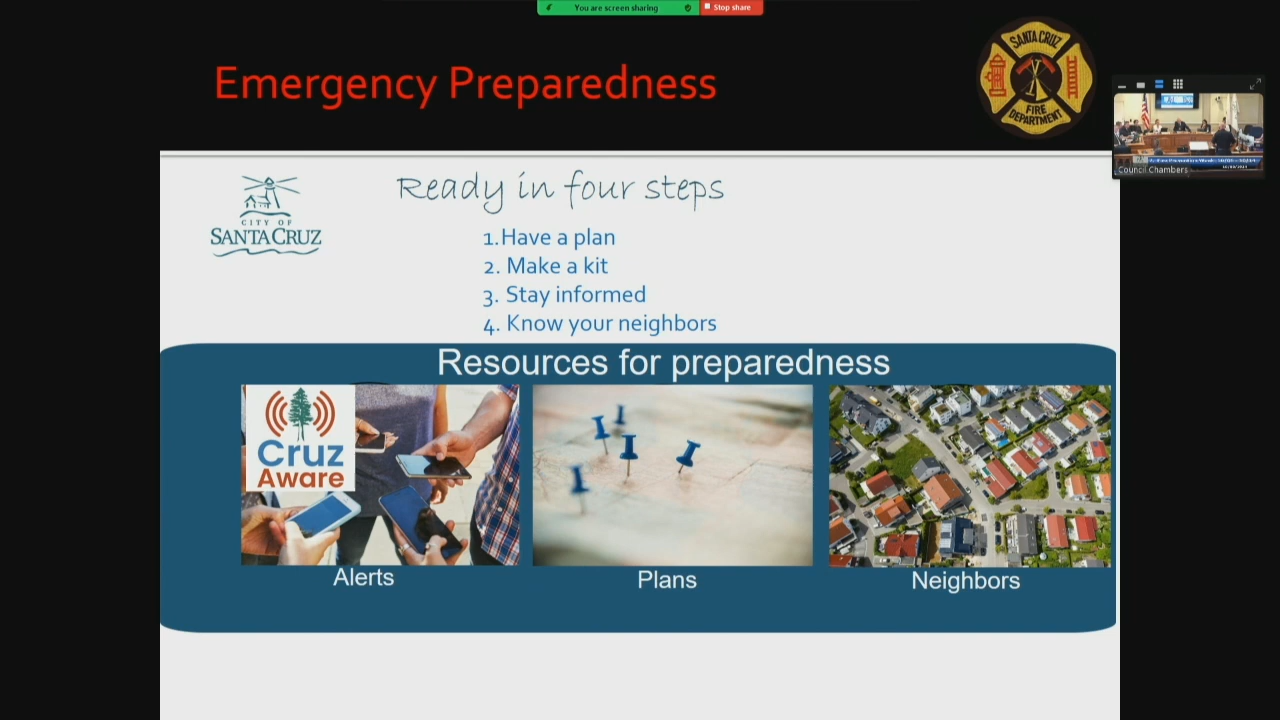 You are screen sharing
Stop share
Emergency Preparedness
SANTA CRUZ
FIRE
DEPARTMENT
Council Chambers
CITY OF
SANTA CRUZ
Ready in four steps
1.Have a plan
2. Make a kit
3. Stay informed
4. Know your neighbors
Resources for preparedness
Cruz
Aware
Alerts
Plans
Neighbors